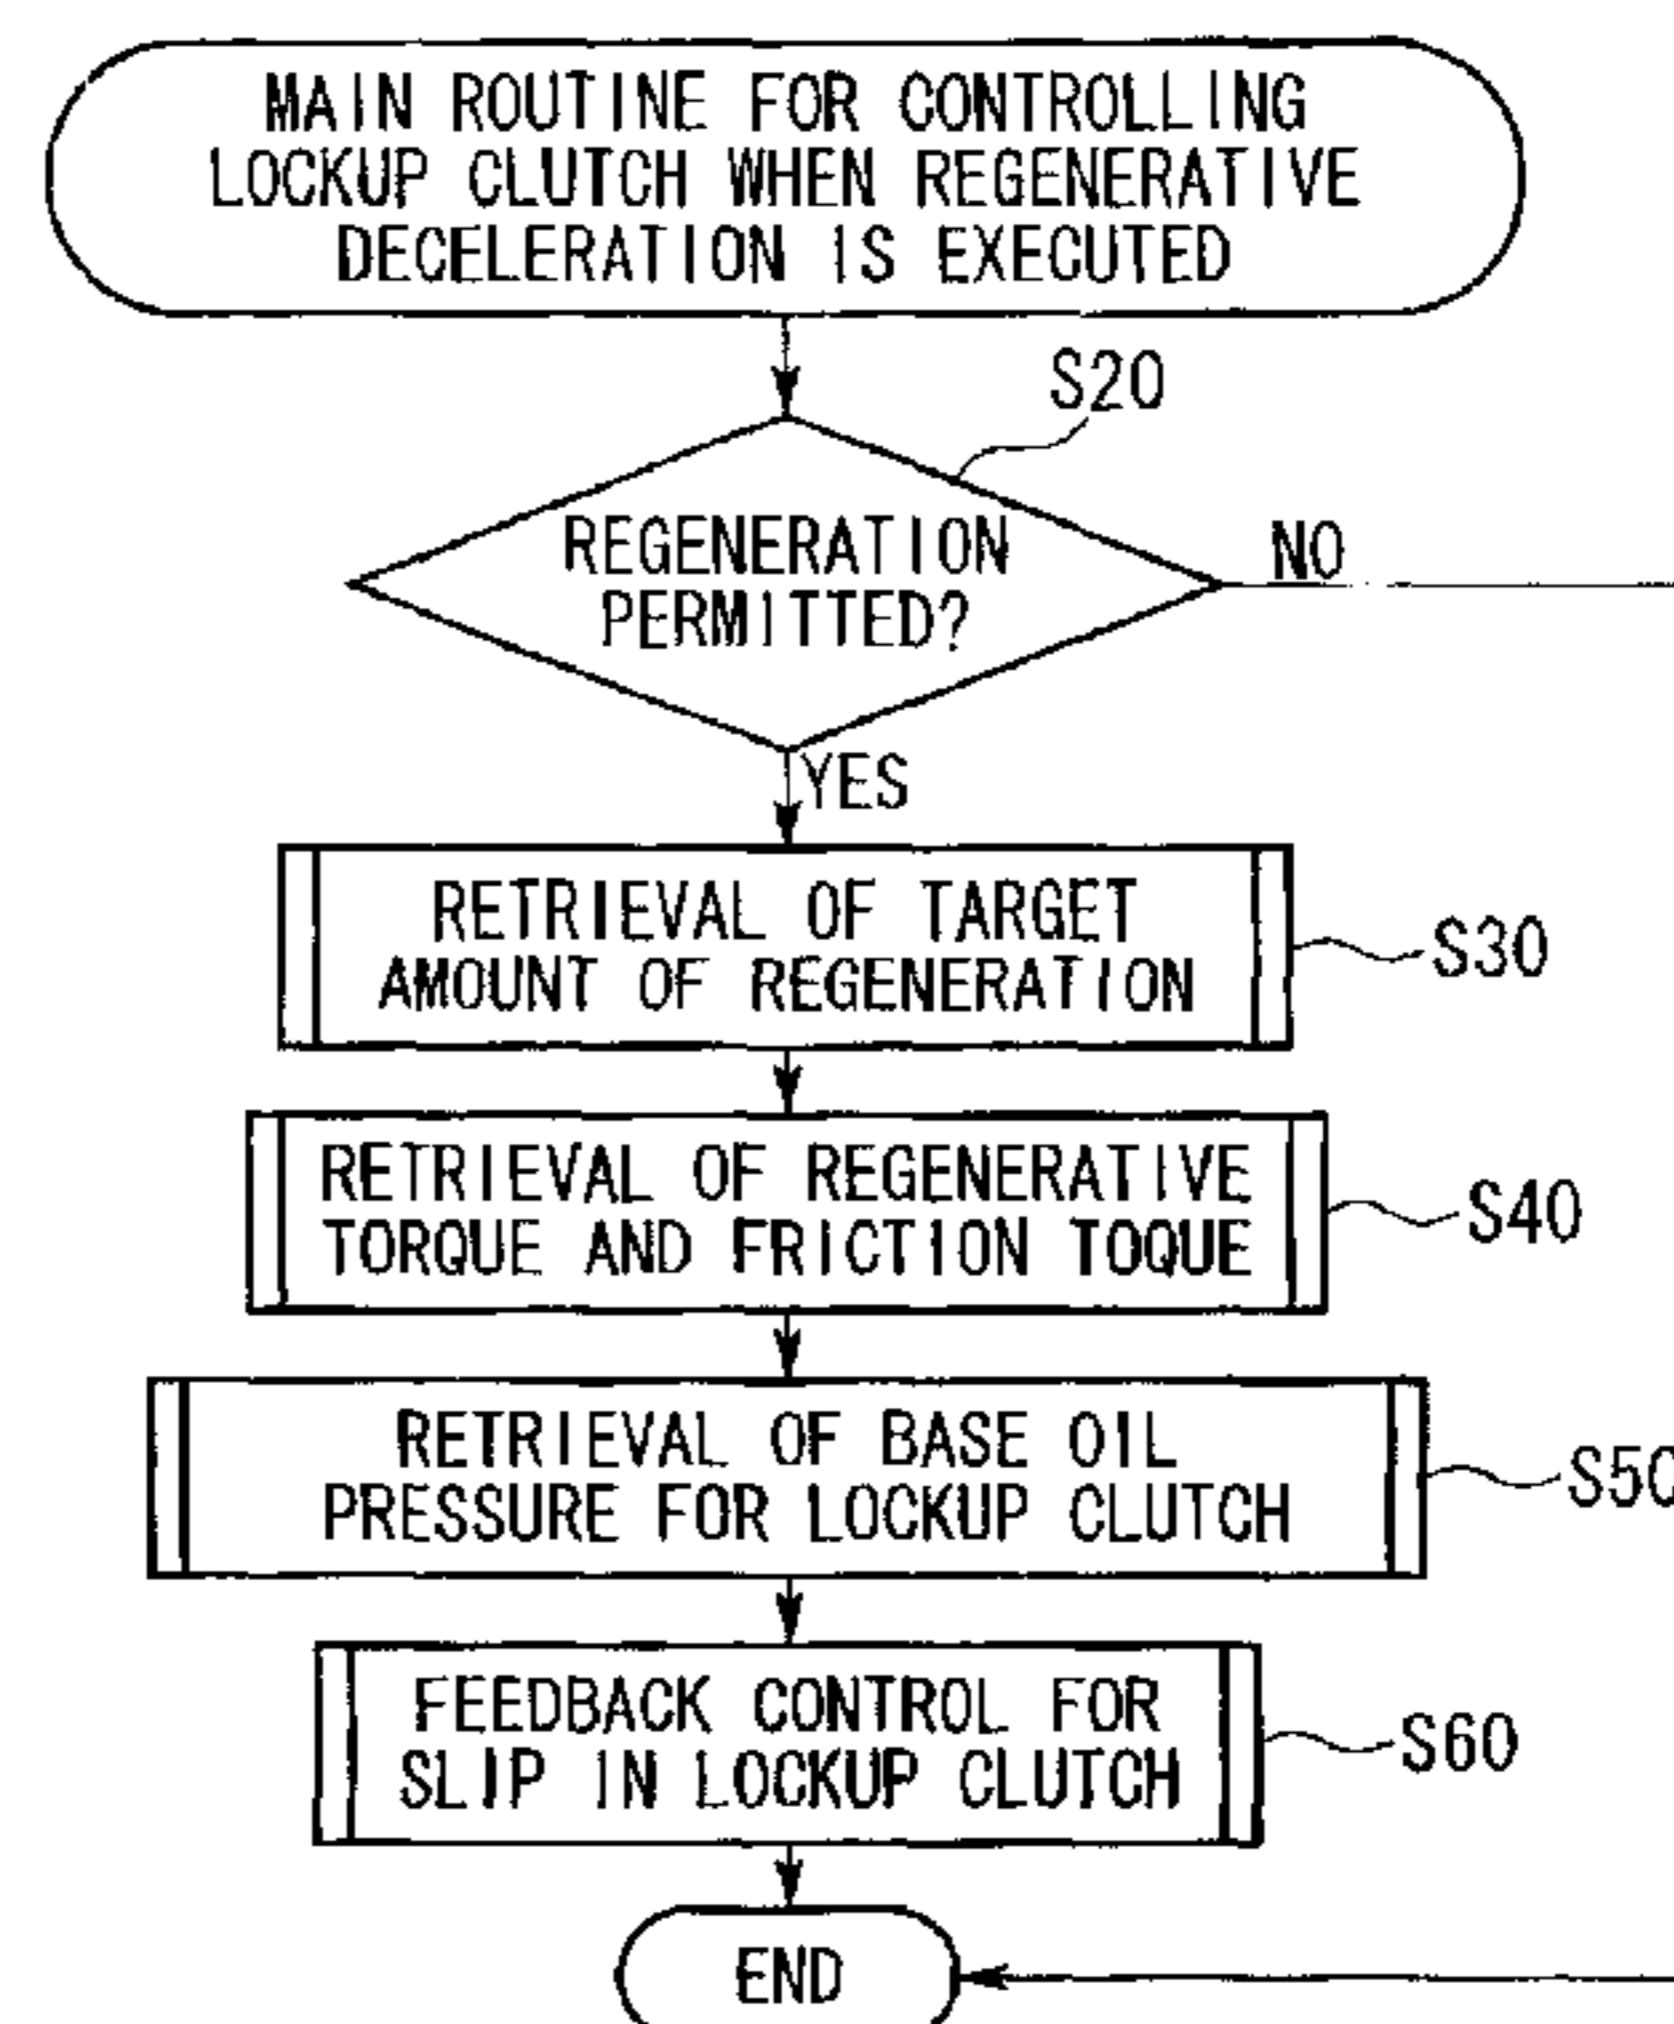 MAIN ROUTINE FOR CONTROLLING
LOCKUP CLUTCH WHEN REGENERATIVE
DECELERATION IS EXECUTED
S20
REGENERATION
PERMITTED?
NO
YES
RETRIEVAL OF TARGET
AMOUNT OF REGENERATION
S30
RETRIEVAL OF REGENERATIVE
TORQUE AND FRICTION TOQUE
S40
RETRIEVAL OF BASE OIL
PRESSURE FOR LOCKUP CLUTCH
S50
FEEDBACK CONTROL FOR
SLIP IN LOCKUP CLUTCH
S60
END